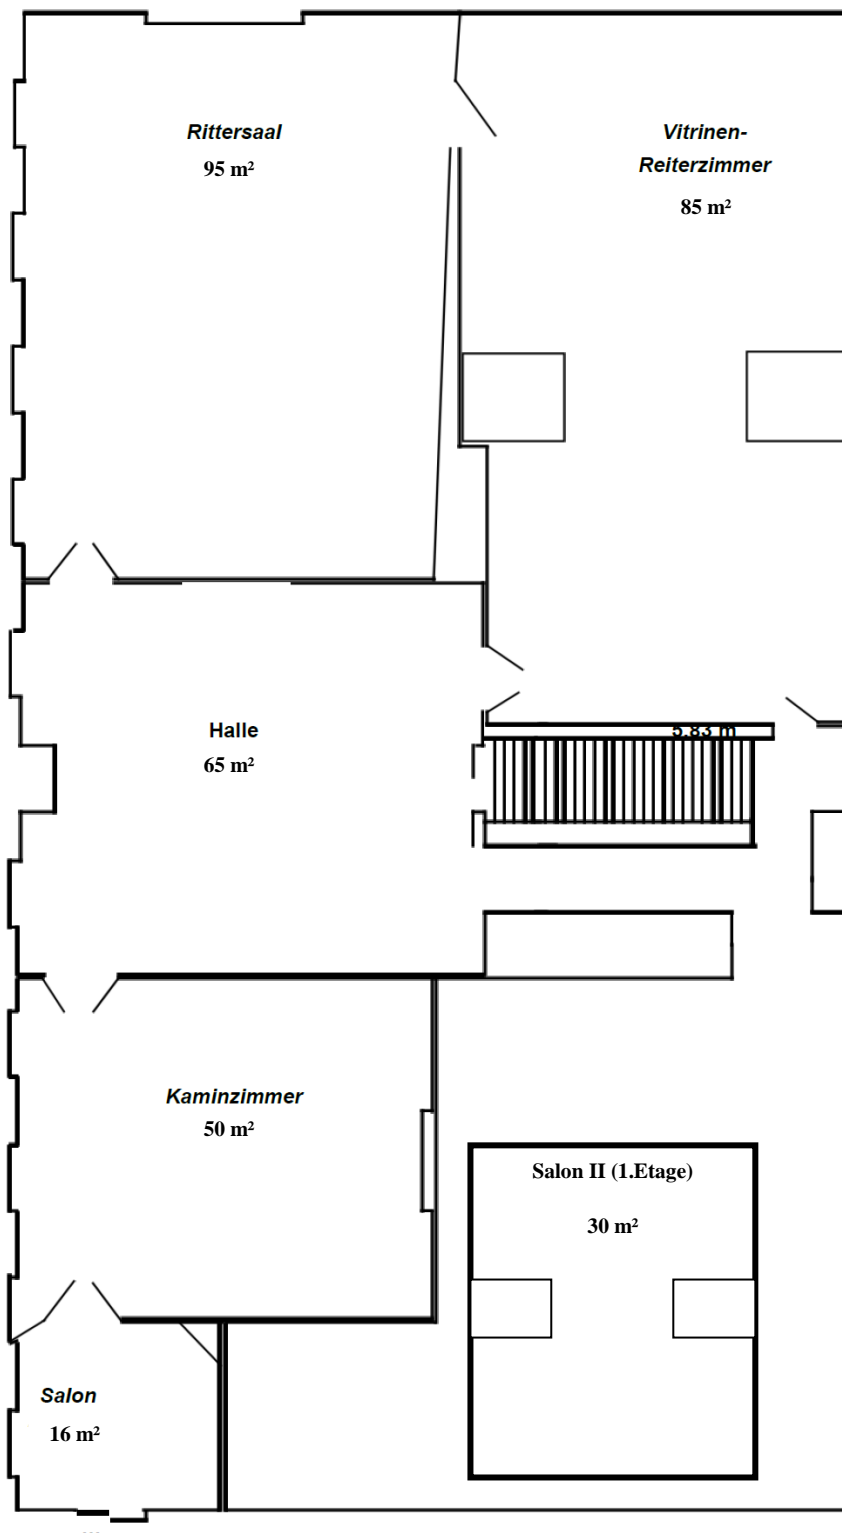 Rittersaal
95 m²
Vitrinen-
Reiterzimmer
85 m²
Halle
65 m²
5.83 m
Kaminzimmer
50 m²
Salon II (1.Etage)
30 m²
Salon
16 m²